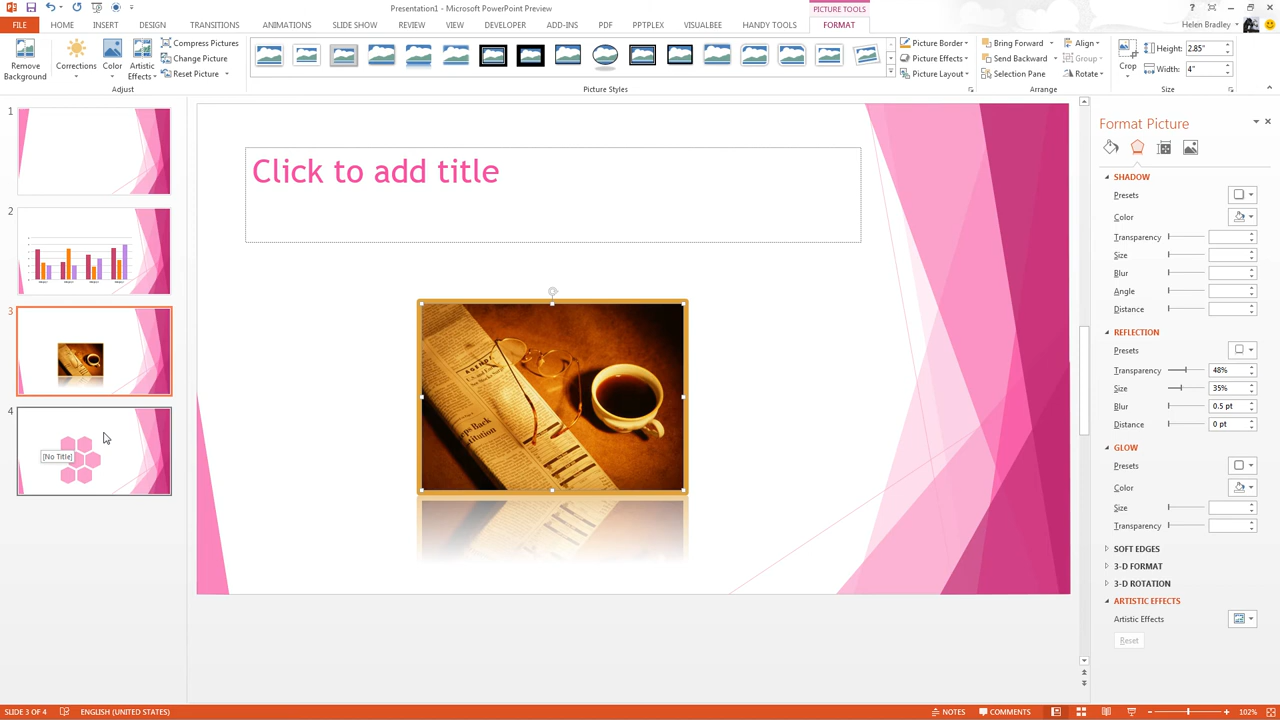 Presentation1 - Microsoft PowerPoint Preview
PICTURE TOOLS
FILE
HOME
INSERT
DESIGN
TRANSITIONS
ANIMATIONS
SLIDE SHOW
REVIEW
VIEW
DEVELOPER
ADD-INS
PDF
PPTPLEX
VISUALBEE
HANDY TOOLS
FORMAT
Helen Bradley
Remove
Background
Corrections
Color
Artistic
Effects
Compress Pictures
Change Picture
Reset Picture
Adjust
Picture Styles
Picture Border
Picture Effects
Picture Layout
Bring Forward
Send Backward
Selection Pane
Align
Group
Rotate
Arrange
Crop
Height: 2.85"
Width: 4"
Size
1
2
3
4
[No Title]
Click to add title
AGENDA
Format Picture
SHADOW
Presets
Color
Transparency
Size
Blur
Angle
Distance
REFLECTION
Presets
Transparency 48%
Size 35%
Blur 0.5 pt
Distance 0 pt
GLOW
Presets
Color
Size
Transparency
SOFT EDGES
3-D FORMAT
3-D ROTATION
ARTISTIC EFFECTS
Artistic Effects
Reset
SLIDE 3 OF 4
ENGLISH (UNITED STATES)
NOTES
COMMENTS
102%